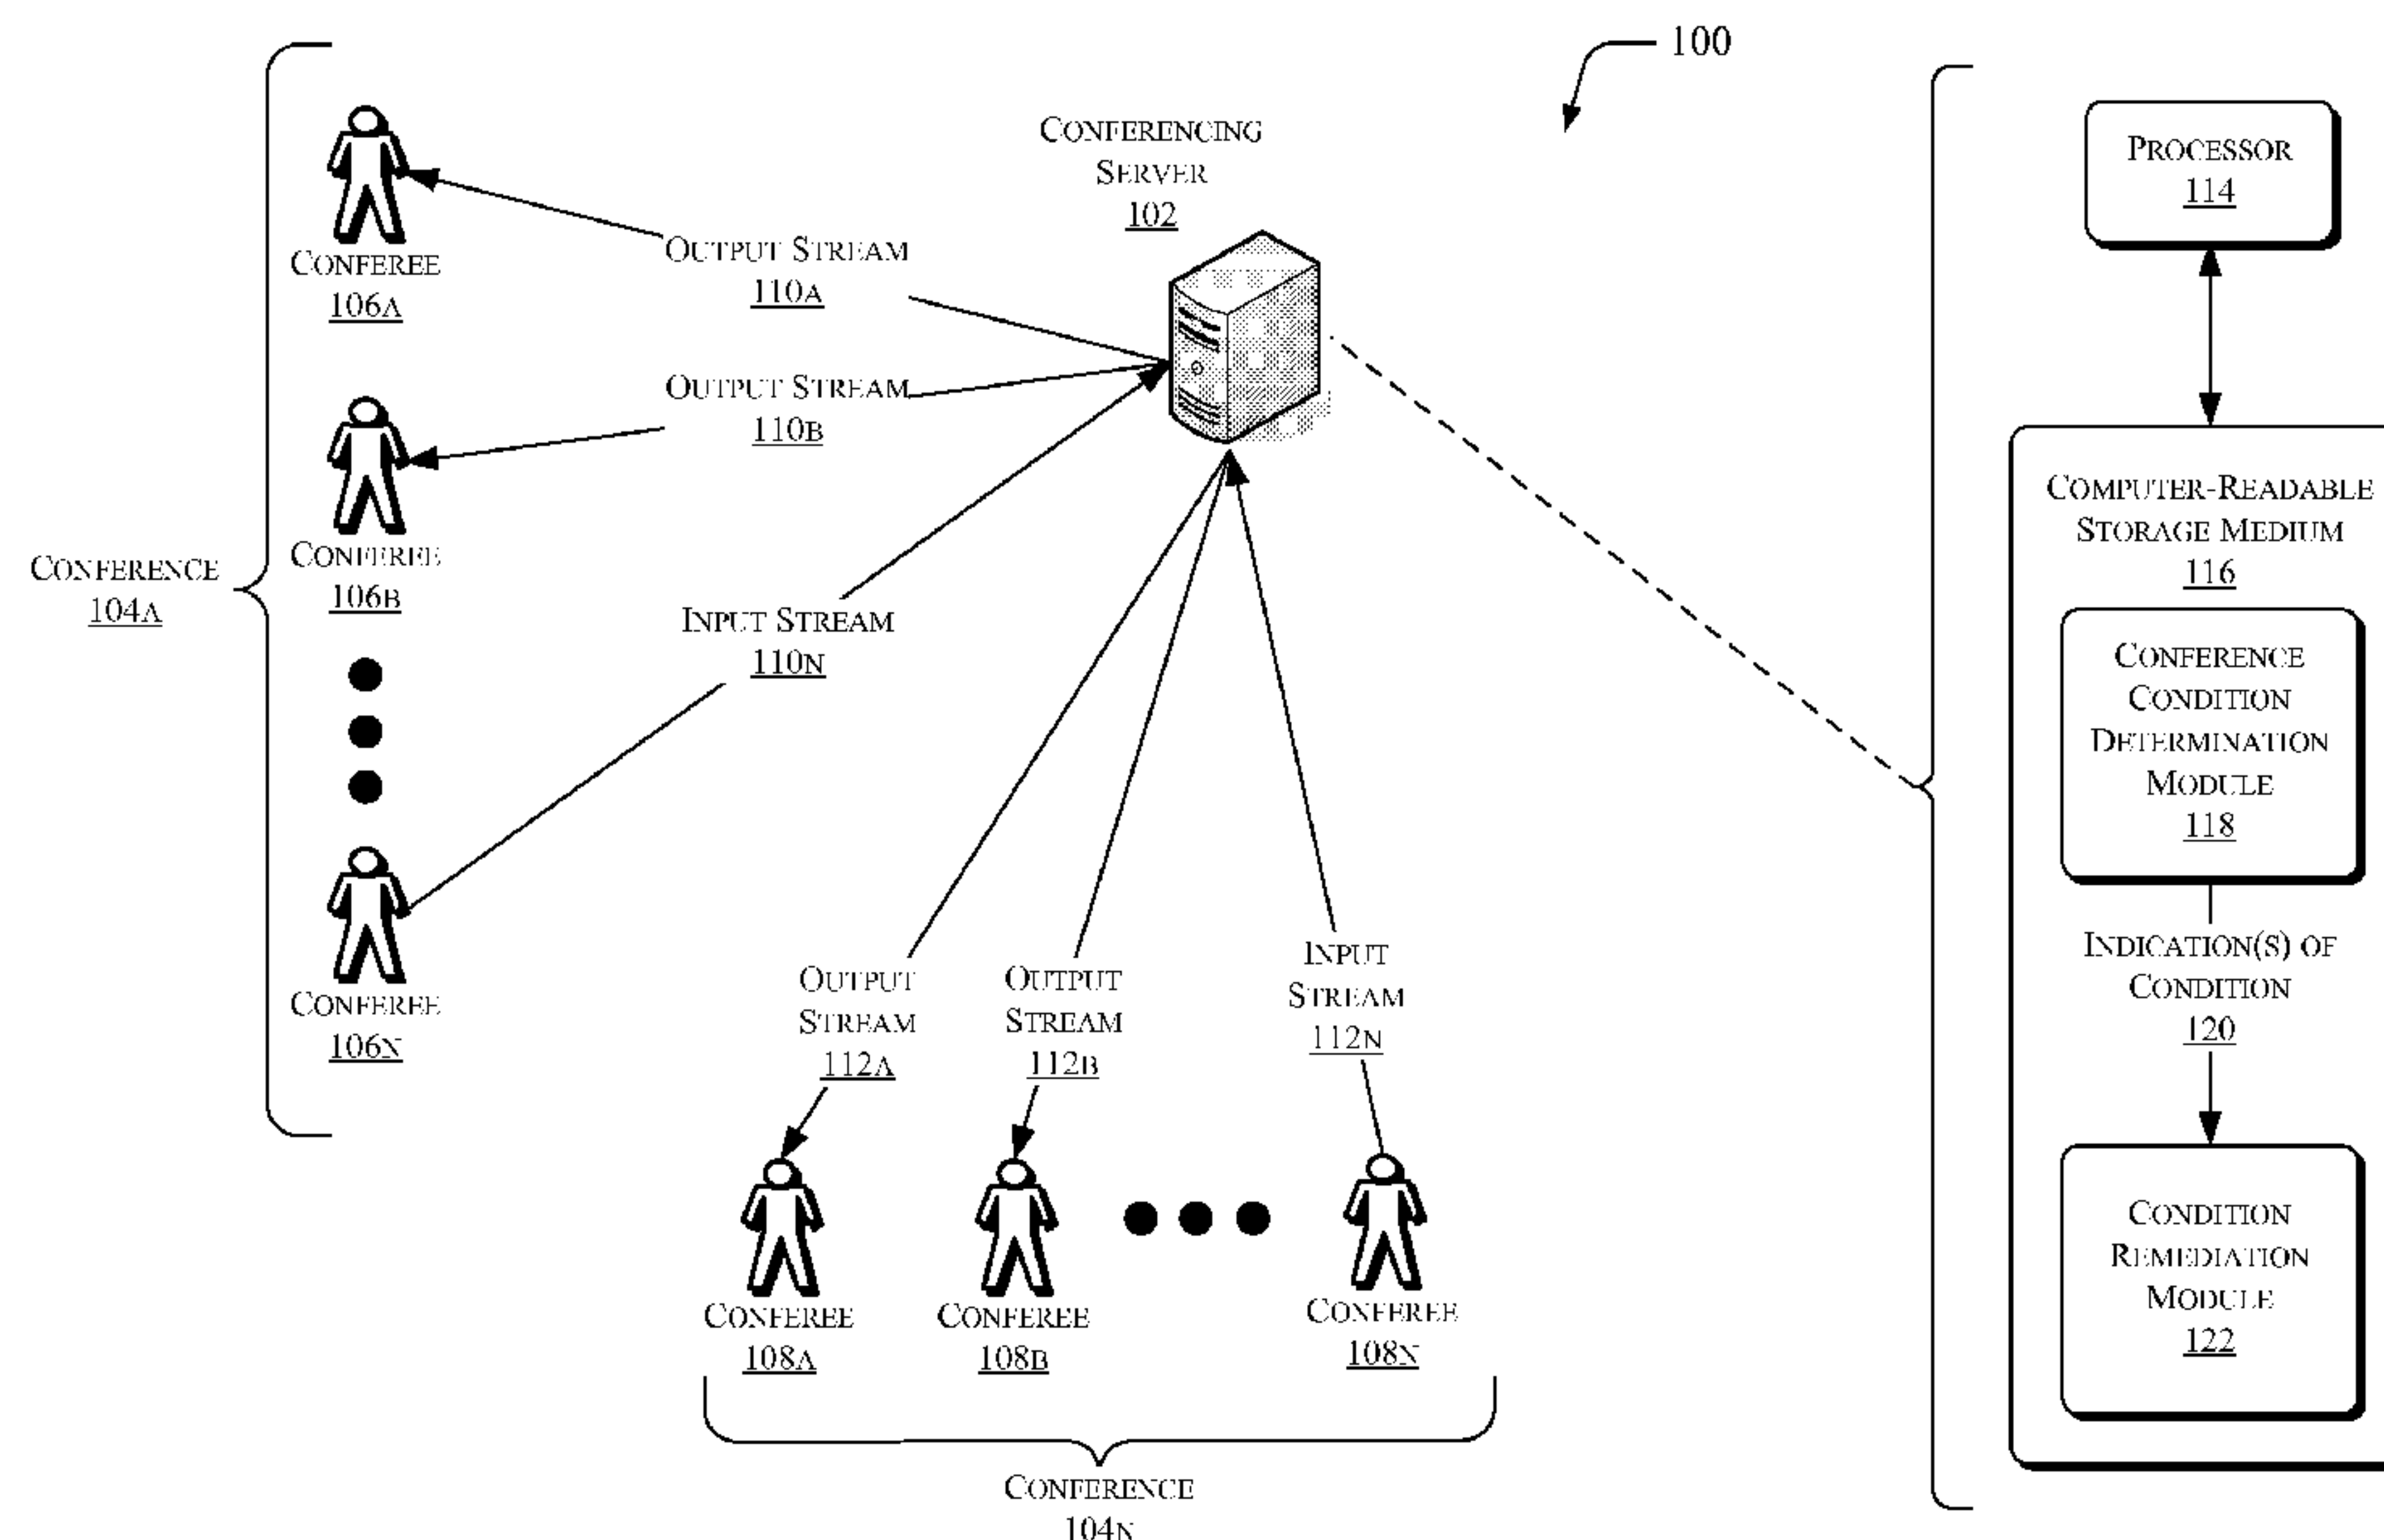 100
CONFERENCING
SERVER
102
CONFEREE
106A
OUTPUT STREAM
110A
OUTPUT STREAM
110B
CONFEREE
106B
CONFERENCE
104A
INPUT STREAM
110N
CONFEREE
106N
OUTPUT
STREAM
112A
OUTPUT
STREAM
112B
INPUT
STREAM
112N
CONFEREE
108A
CONFEREE
108B
CONFEREE
108N
CONFERENCE
104N
PROCESSOR
114
COMPUTER-READABLE
STORAGE MEDIUM
116
CONFERENCE
CONDITION
DETERMINATION
MODULE
118
INDICATION(S) OF
CONDITION
120
CONDITION
REMEDIATION
MODULE
122